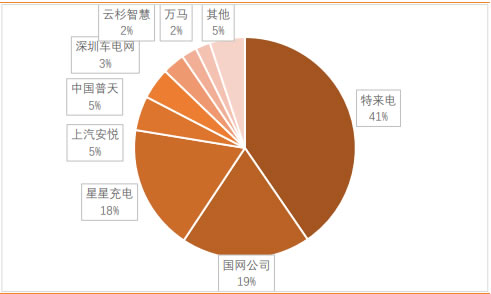 云杉智慧
2%
万马
2%
其他
5%
深圳车电网
3%
中国普天
5%
上汽安悦
5%
星星充电
18%
特来电
41%
国网公司
19%